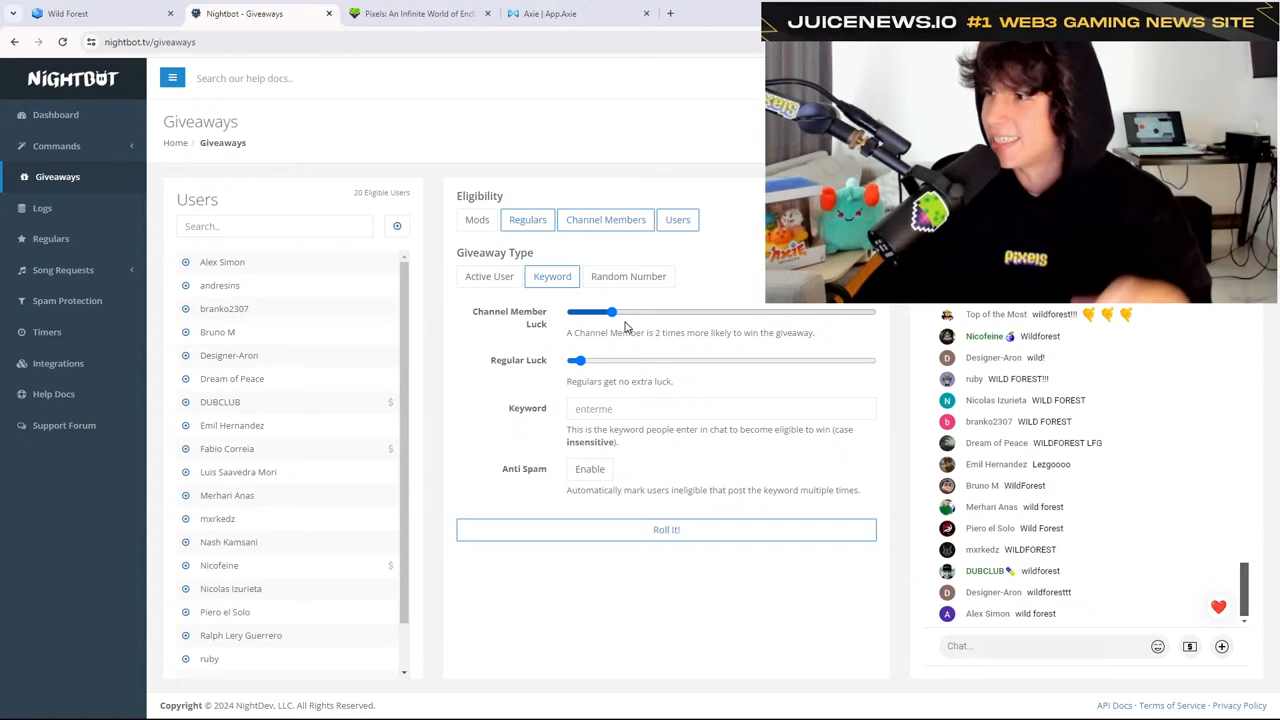 Wild Forest
Nightbot - Giveaways
Pixels: An Infinite World of End
Axie | AppAxie
nightbot.tv/giveaways
JUICENEWS.IO #1 WEB3 GAMING NEWS SITE
NIGHTBOT
Search our help docs..
Dashboard
Commands
Giveaways
Logs
Regulars
Song Requests
Spam Protection
Timers
Integrations
Help Docs
Support Forum
Giveaways
Home / Giveaways
Users
20 Eligible Users
Search..
Alex Simon
andresins
branko2307
Bruno M
Designer-Aron
Dream of Peace
DUBCLUB $
Emil Hernandez
Fabio Correia
Luis Saavedra Mori
Merhari Anas
mxrkedz
Nash Kamsani
Nicofeine $
Nicolas Izurieta
Piero el Solo
Ralph Lery Guerrero
ruby
Eligibility
Mods Regulars Channel Members Users
Giveaway Type
Active User Keyword Random Number
Channel Member
Luck
A Channel Member is 2 times more likely to win the giveaway.
Regular Luck
Regulars get no extra luck.
Keyword
enterme
This is the keyword people enter in chat to become eligible to win (case
insensitive).
Anti Spam
Enable
Automatically mark users ineligible that post the keyword multiple times.
Roll It!
pixels
Top of the Most wildforest!!!
Nicofeine Wildforest
D Designer-Aron wild!
ruby WILD FOREST!!!
N Nicolas Izurieta WILD FOREST
b branko2307 WILD FOREST
Dream of Peace WILDFOREST LFG
Emil Hernandez Lezgoooo
Bruno M WildForest
Merhari Anas wild forest
Piero el Solo Wild Forest
mxrkedz WILDFOREST
DUBCLUB wildforest
D Designer-Aron wildforesttt
A Alex Simon wild forest
Chat...
Copyright © 2024 NightDev, LLC. All Rights Reserved.
API Docs · Terms of Service · Privacy Policy